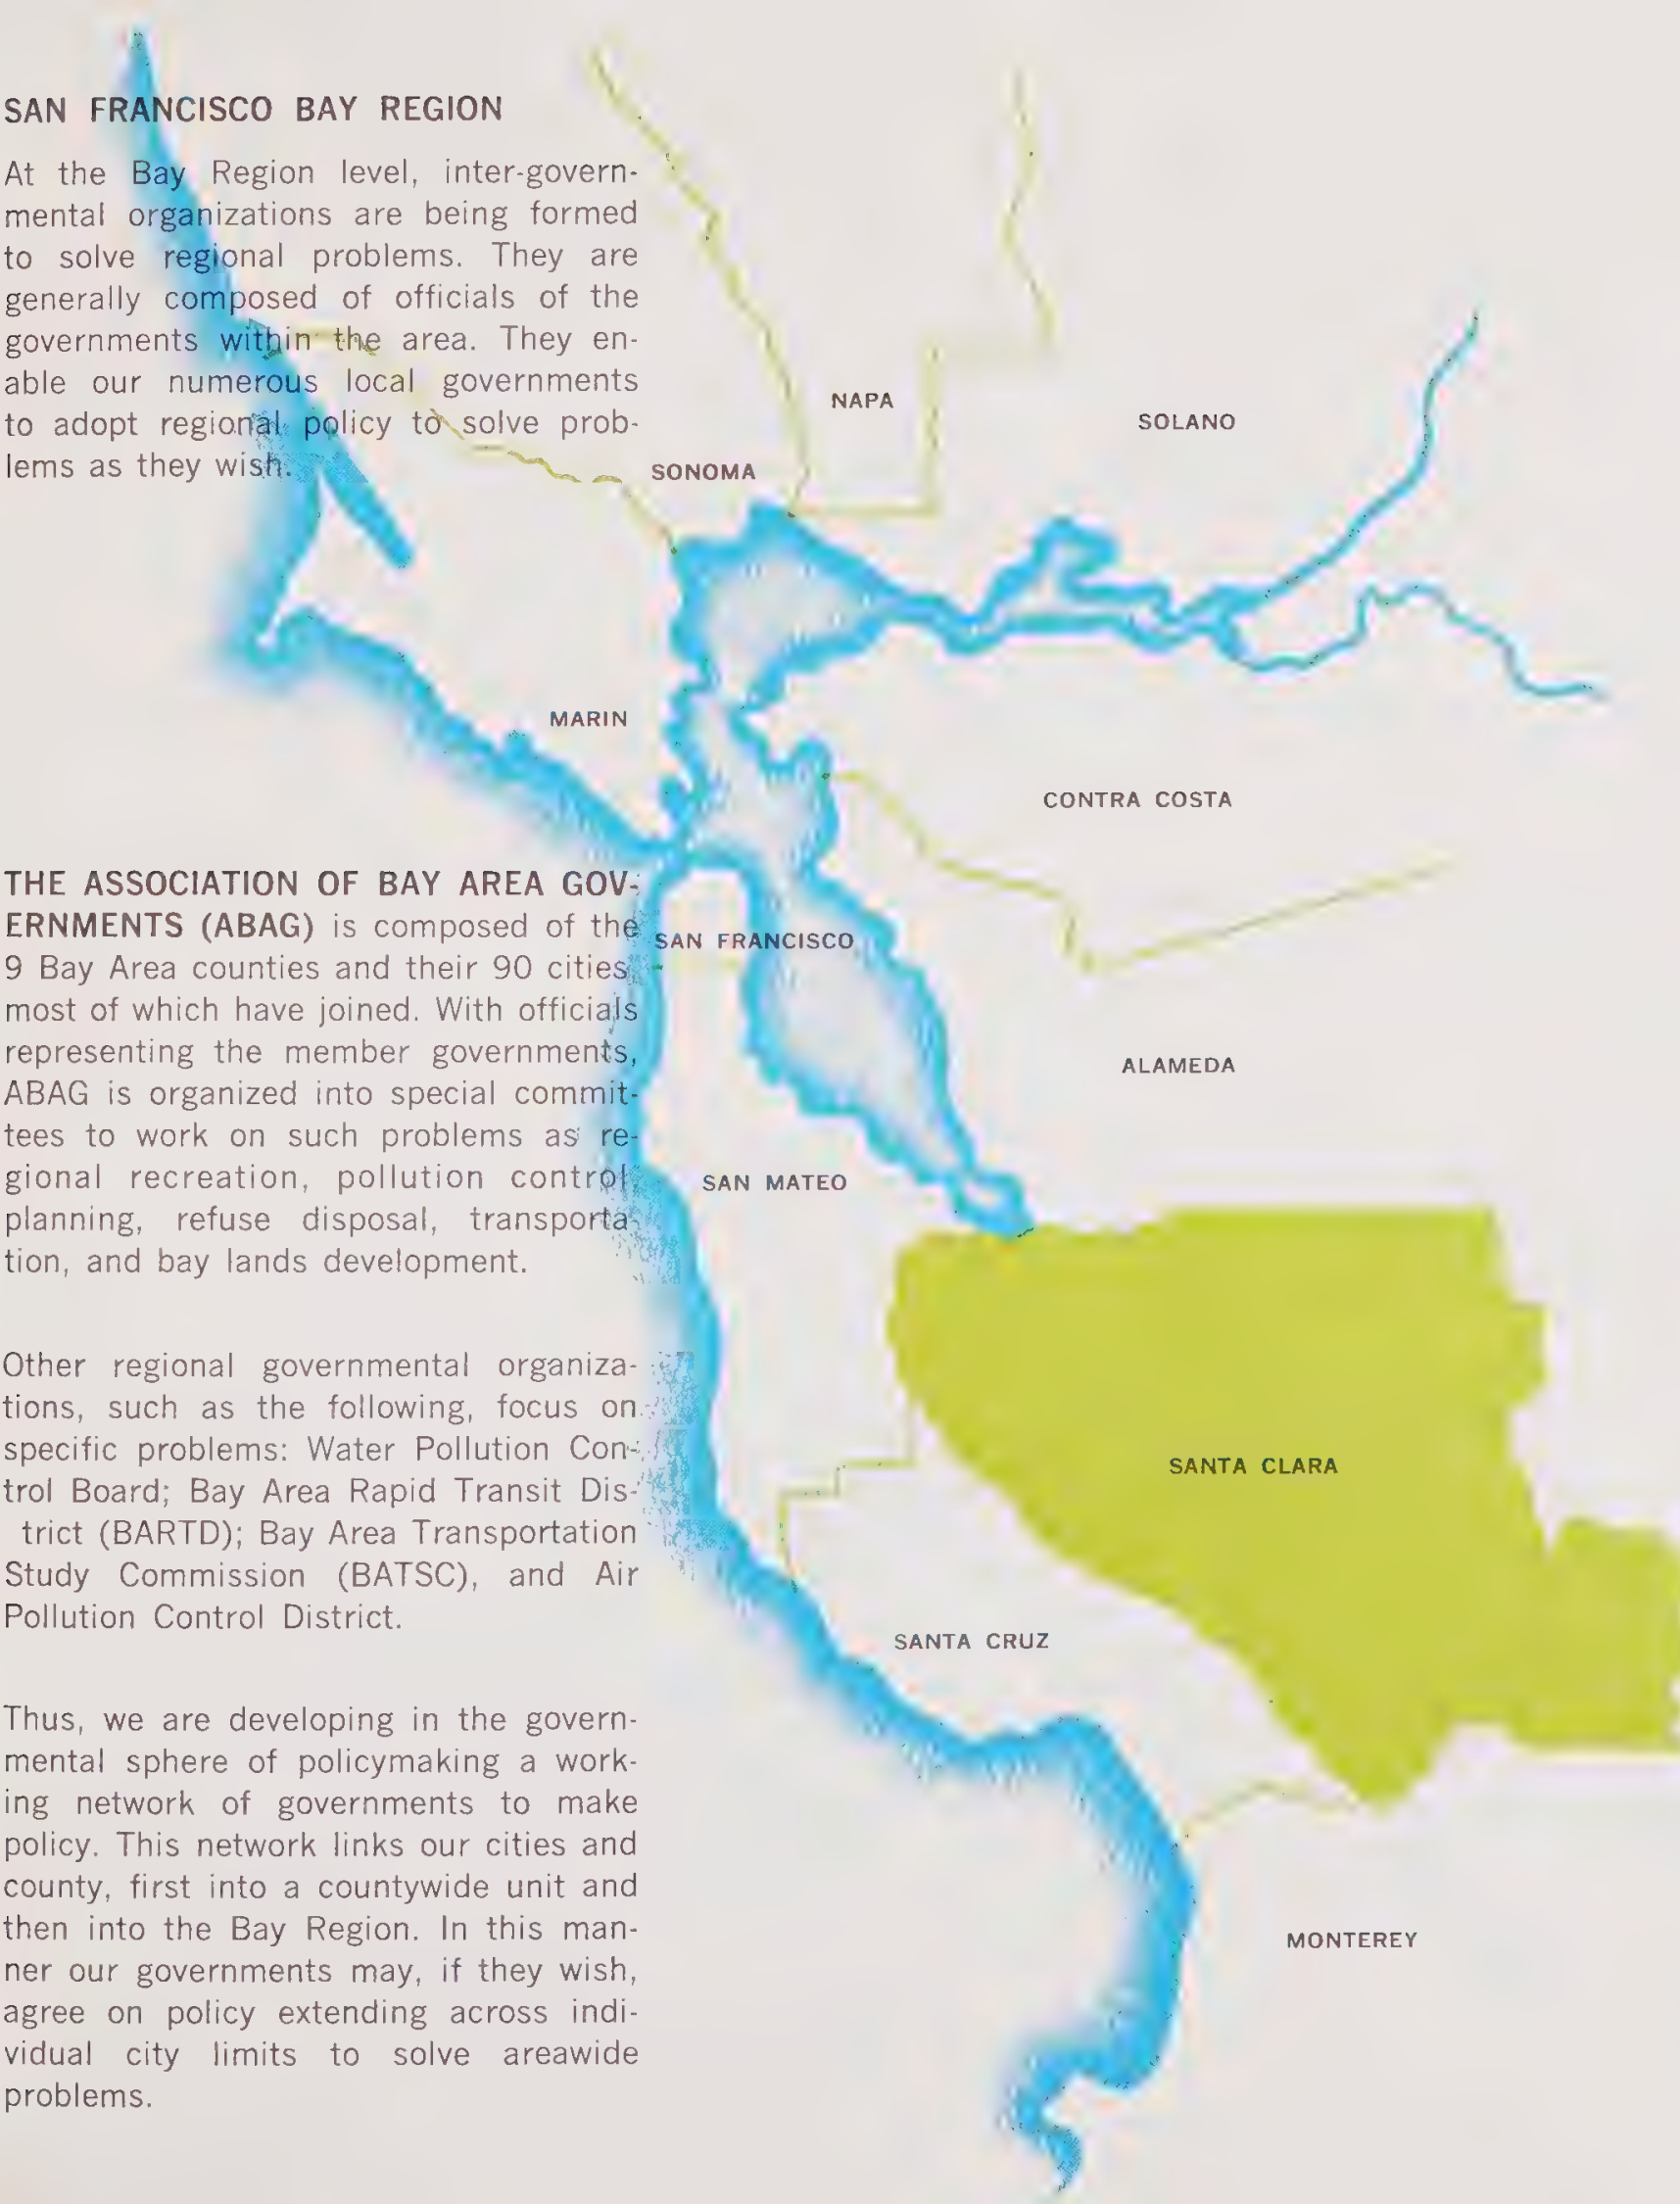 SAN FRANCISCO BAY REGION
At the Bay Region level, inter-govern-
mental organizations are being formed
to solve regional problems. They are
generally composed of officials of the
governments within the area. They en-
able our numerous local governments
to adopt regional policy to solve prob-
lems as they wish.
THE ASSOCIATION OF BAY AREA GOV-
ERNMENTS (ABAG) is composed of the
9 Bay Area counties and their 90 cities,
most of which have joined. With officials
representing the member governments,
ABAG is organized into special commit-
tees to work on such problems as re-
gional recreation, pollution control,
planning, refuse disposal, transporta-
tion, and bay lands development.
Other regional governmental organiza-
tions, such as the following, focus on
specific problems: Water Pollution Con-
trol Board; Bay Area Rapid Transit Dis-
trict (BARTD); Bay Area Transportation
Study Commission (BATSC), and Air
Pollution Control District.
Thus, we are developing in the govern-
mental sphere of policymaking a work-
ing network of governments to make
policy. This network links our cities and
county, first into a countywide unit and
then into the Bay Region. In this man-
ner our governments may, if they wish,
agree on policy extending across indi-
vidual city limits to solve areawide
problems.
NAPA
SOLANO
SONOMA
MARIN
CONTRA COSTA
SAN FRANCISCO
ALAMEDA
SAN MATEO
SANTA CLARA
SANTA CRUZ
MONTEREY